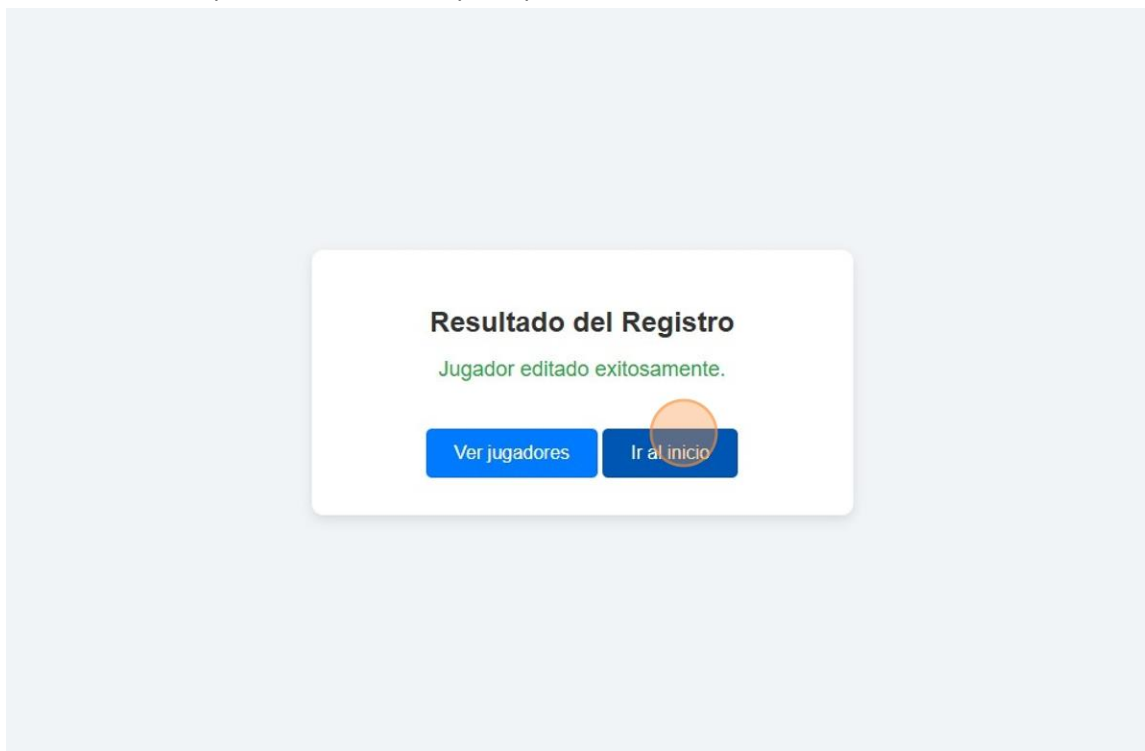 Resultado del Registro
Jugador editado exitosamente.
Ver jugadores Ir al inicio